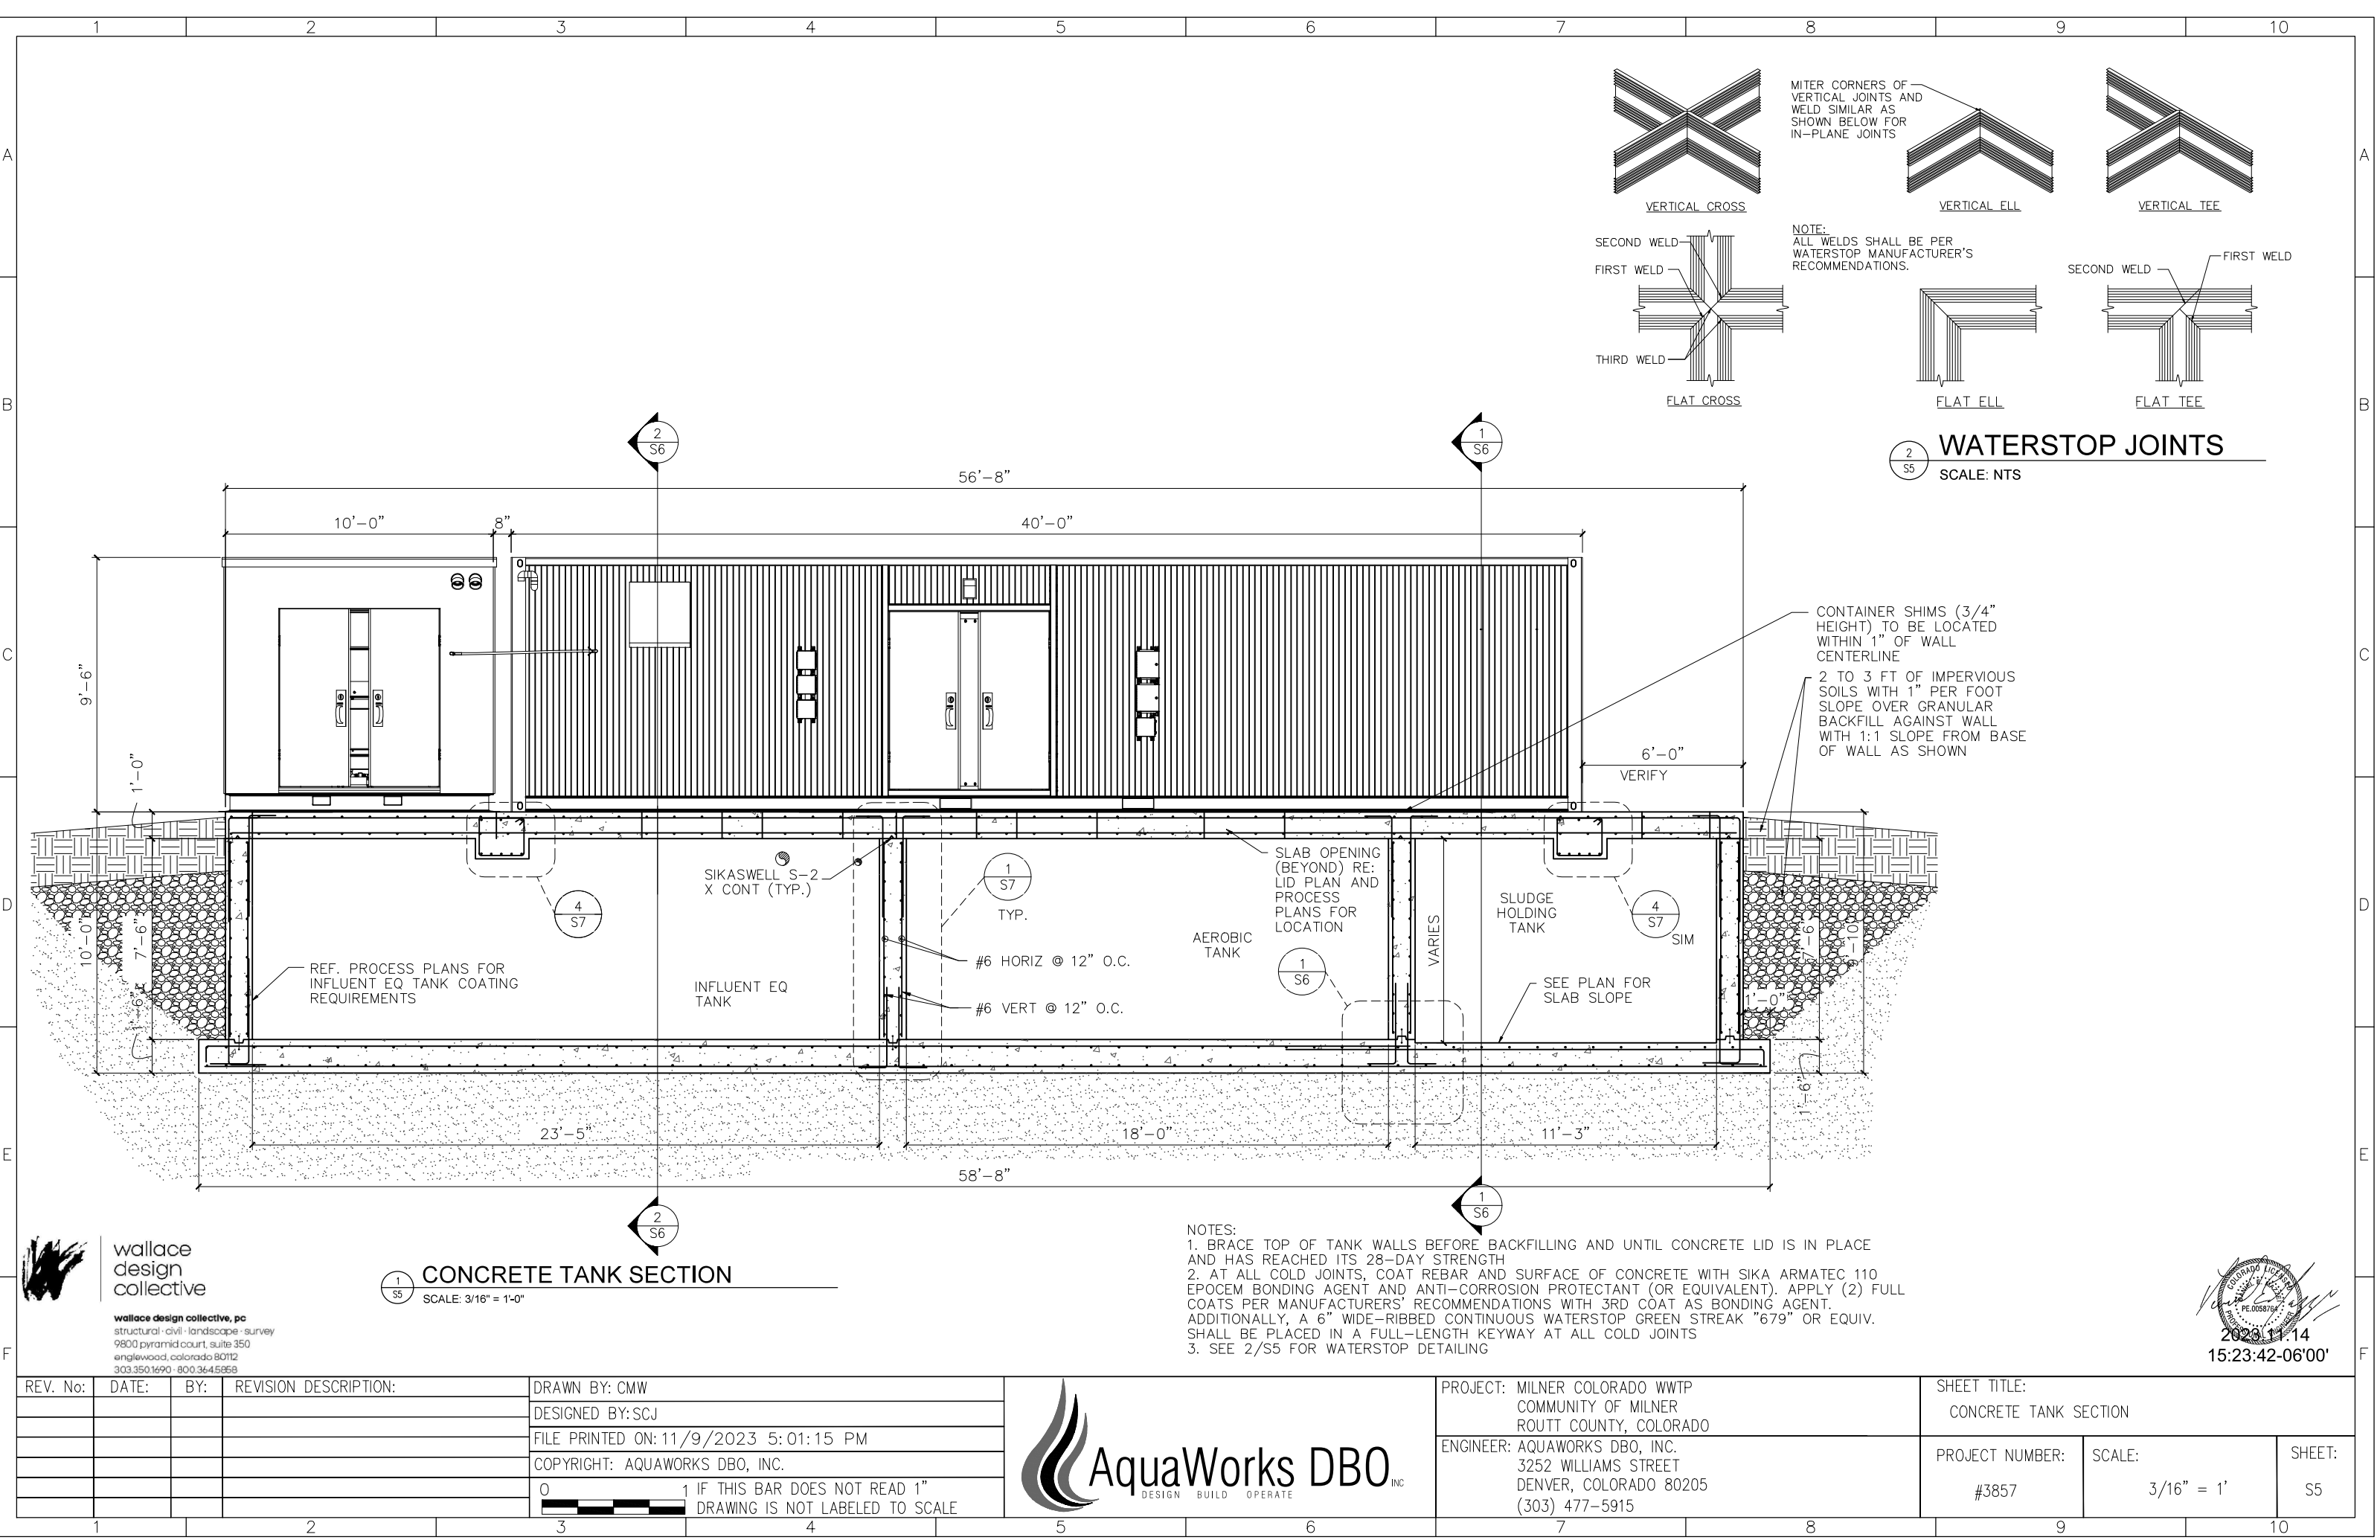 1 2 3 4 5 6 7 8 9 10
A
B
C
D
E
F
A
B
C
D
E
F
MITER CORNERS OF
VERTICAL JOINTS AND
WELD SIMILAR AS
SHOWN BELOW FOR
IN-PLANE JOINTS
VERTICAL CROSS
VERTICAL ELL
VERTICAL TEE
NOTE:
ALL WELDS SHALL BE PER
WATERSTOP MANUFACTURER'S
RECOMMENDATIONS.
SECOND WELD
FIRST WELD
THIRD WELD
SECOND WELD
FIRST WELD
FLAT CROSS
FLAT ELL
FLAT TEE
2
S5
WATERSTOP JOINTS
SCALE: NTS
2
S6
1
S6
56'-8"
10'-0"
8"
40'-0"
9'-6"
1'-0"
CONTAINER SHIMS (3/4"
HEIGHT) TO BE LOCATED
WITHIN 1" OF WALL
CENTERLINE
2 TO 3 FT OF IMPERVIOUS
SOILS WITH 1" PER FOOT
SLOPE OVER GRANULAR
BACKFILL AGAINST WALL
WITH 1:1 SLOPE FROM BASE
OF WALL AS SHOWN
6'-0"
VERIFY
SIKASWELL S-2
X CONT (TYP.)
1
S7
TYP.
4
S7
SLAB OPENING
(BEYOND) RE:
LID PLAN AND
PROCESS
PLANS FOR
LOCATION
SLUDGE
HOLDING
TANK
4
S7
SIM
VARIES
AEROBIC
TANK
1
S6
10'-0"
7'-6"
1'-6"
REF. PROCESS PLANS FOR
INFLUENT EQ TANK COATING
REQUIREMENTS
INFLUENT EQ
TANK
#6 HORIZ @ 12" O.C.
#6 VERT @ 12" O.C.
SEE PLAN FOR
SLAB SLOPE
7'-6"
9'-10"
1'-0"
1'-6"
23'-5"
18'-0"
11'-3"
58'-8"
2
S6
1
S6
1
S5
CONCRETE TANK SECTION
SCALE: 3/16" = 1'-0"
NOTES:
1. BRACE TOP OF TANK WALLS BEFORE BACKFILLING AND UNTIL CONCRETE LID IS IN PLACE
AND HAS REACHED ITS 28-DAY STRENGTH
2. AT ALL COLD JOINTS, COAT REBAR AND SURFACE OF CONCRETE WITH SIKA ARMATEC 110
EPOCEM BONDING AGENT AND ANTI-CORROSION PROTECTANT (OR EQUIVALENT). APPLY (2) FULL
COATS PER MANUFACTURERS' RECOMMENDATIONS WITH 3RD COAT AS BONDING AGENT.
ADDITIONALLY, A 6" WIDE-RIBBED CONTINUOUS WATERSTOP GREEN STREAK "679" OR EQUIV.
SHALL BE PLACED IN A FULL-LENGTH KEYWAY AT ALL COLD JOINTS
3. SEE 2/S5 FOR WATERSTOP DETAILING
wallace
design
collective
wallace design collective, pc
structural · civil · landscape · survey
9800 pyramid court, suite 350
englewood, colorado 80112
303.350.1690 · 800.364.5858
COLORADO LICENSED
PE.0058764
2023.11.14
15:23:42-06'00'
REV. No: DATE: BY: REVISION DESCRIPTION:
DRAWN BY: CMW
DESIGNED BY: SCJ
FILE PRINTED ON: 11/9/2023 5:01:15 PM
COPYRIGHT: AQUAWORKS DBO, INC.
0 1 IF THIS BAR DOES NOT READ 1"
DRAWING IS NOT LABELED TO SCALE
AquaWorks DBO INC
DESIGN BUILD OPERATE
PROJECT: MILNER COLORADO WWTP
COMMUNITY OF MILNER
ROUTT COUNTY, COLORADO
ENGINEER: AQUAWORKS DBO, INC.
3252 WILLIAMS STREET
DENVER, COLORADO 80205
(303) 477-5915
SHEET TITLE:
CONCRETE TANK SECTION
PROJECT NUMBER:
#3857
SCALE:
3/16" = 1'
SHEET:
S5
1 2 3 4 5 6 7 8 9 10